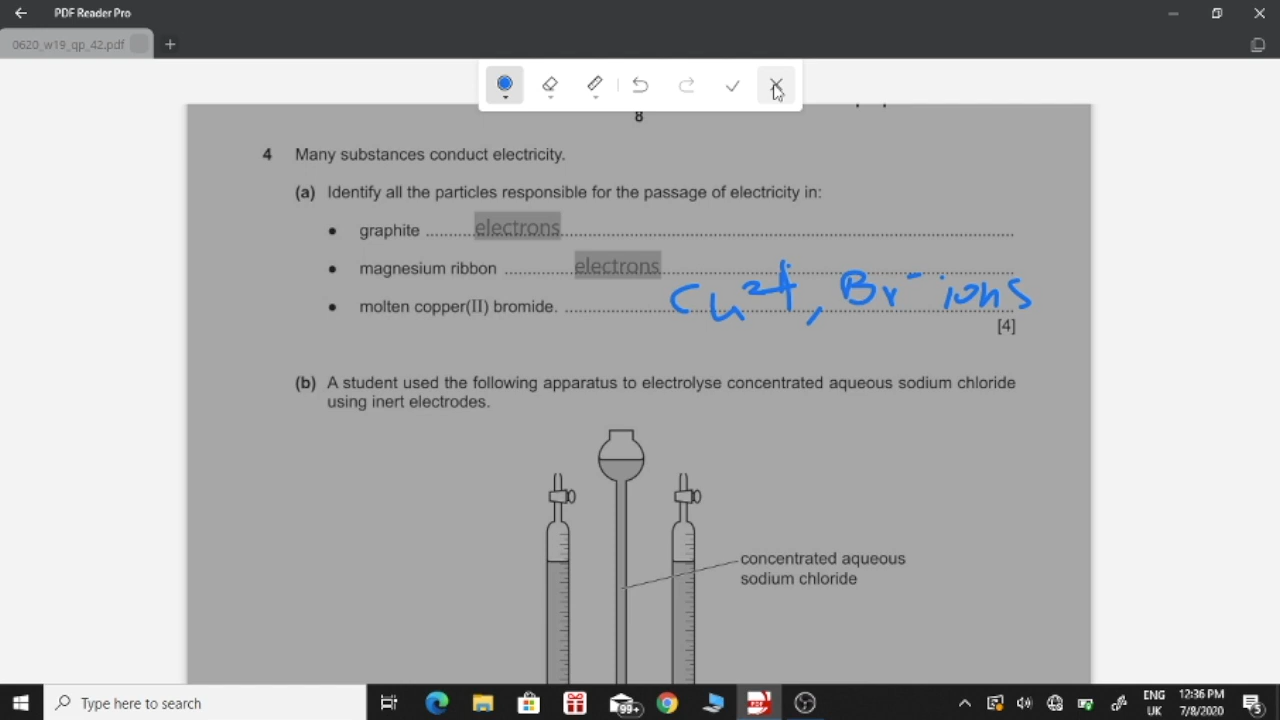 PDF Reader Pro
0620_w19_qp_42.pdf
8
4 Many substances conduct electricity.
(a) Identify all the particles responsible for the passage of electricity in:
• graphite electrons
• magnesium ribbon electrons
• molten copper(II) bromide. Cu2+, Br- ions
[4]
(b) A student used the following apparatus to electrolyse concentrated aqueous sodium chloride
using inert electrodes.
concentrated aqueous
sodium chloride
Type here to search
99+
PDF
ENG
UK
12:36 PM
7/8/2020
3